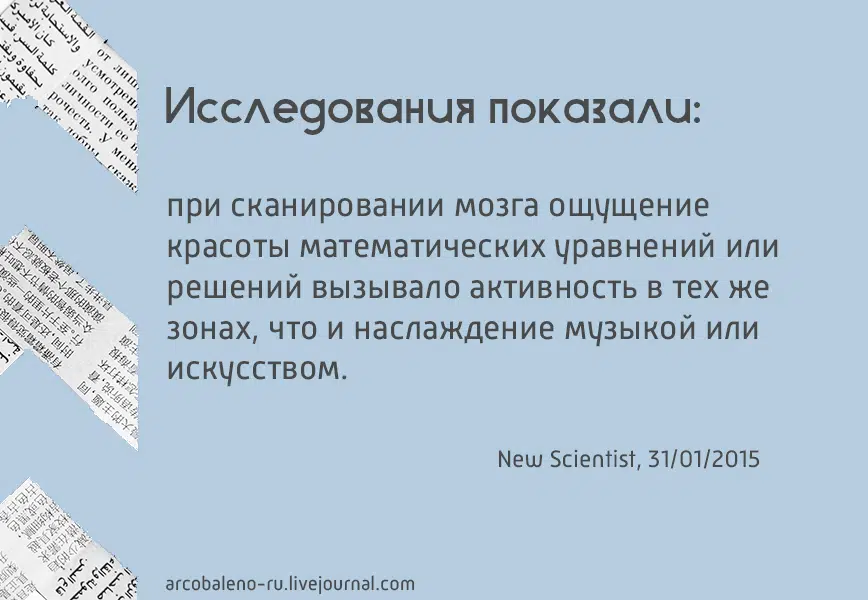 Исследования показали:
при сканировании мозга ощущение
красоты математических уравнений или
решений вызывало активность в тех же
зонах, что и наслаждение музыкой или
искусством.
New Scientist, 31/01/2015
arcobaleno-ru.livejournal.com